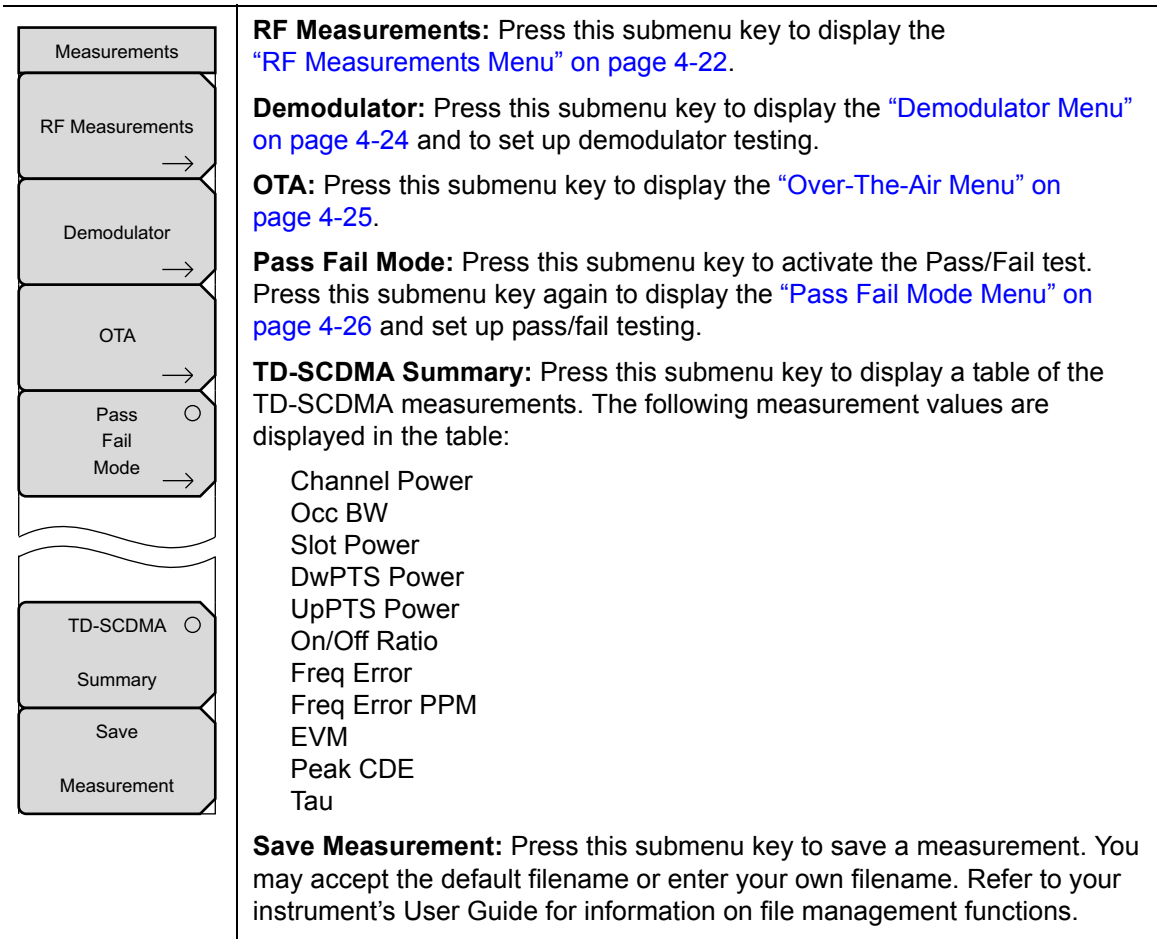 Measurements
RF Measurements
Demodulator
OTA
Pass
Fail
Mode
TD-SCDMA
Summary
Save
Measurement
RF Measurements: Press this submenu key to display the
“RF Measurements Menu” on page 4-22.
Demodulator: Press this submenu key to display the “Demodulator Menu”
on page 4-24 and to set up demodulator testing.
OTA: Press this submenu key to display the “Over-The-Air Menu” on
page 4-25.
Pass Fail Mode: Press this submenu key to activate the Pass/Fail test.
Press this submenu key again to display the “Pass Fail Mode Menu” on
page 4-26 and set up pass/fail testing.
TD-SCDMA Summary: Press this submenu key to display a table of the
TD-SCDMA measurements. The following measurement values are
displayed in the table:
Channel Power
Occ BW
Slot Power
DwPTS Power
UpPTS Power
On/Off Ratio
Freq Error
Freq Error PPM
EVM
Peak CDE
Tau
Save Measurement: Press this submenu key to save a measurement. You
may accept the default filename or enter your own filename. Refer to your
instrument’s User Guide for information on file management functions.